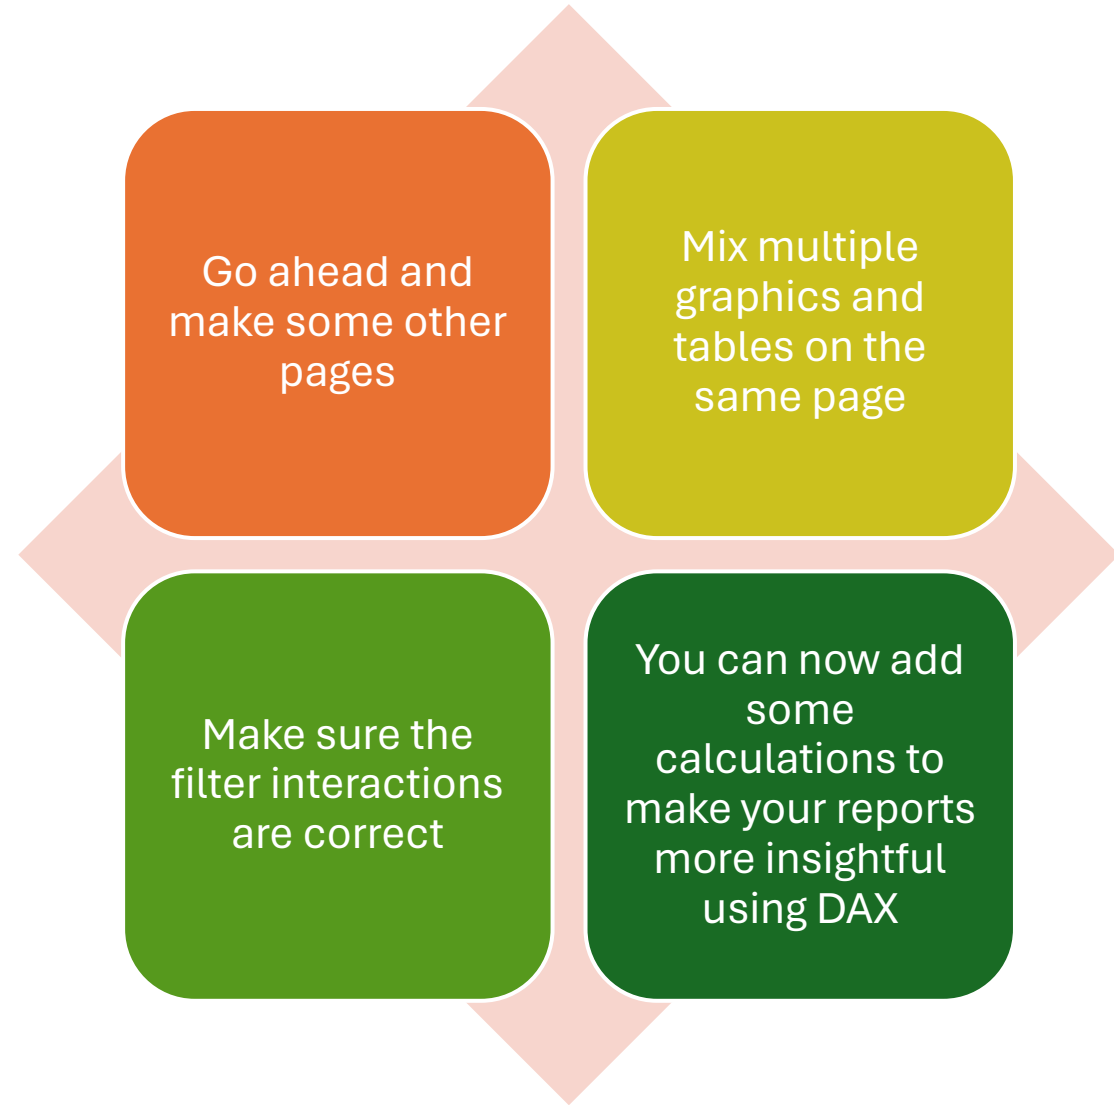 Go ahead and
make some other
pages
Mix multiple
graphics and
tables on the
same page
Make sure the
filter interactions
are correct
You can now add
some
calculations to
make your reports
more insightful
using DAX